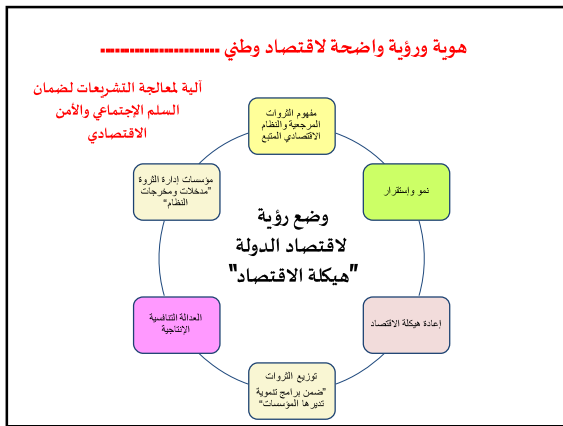 هوية ورؤية واضحة لاقتصاد وطني ........................
آلية لمعالجة التشريعات لضمان
السلم الإجتماعي والأمن
الاقتصادي
مفهوم الثروات
المرجعية والنظام
الاقتصادي المتبع
نمو وإستقرار
إعادة هيكلة الاقتصاد
توزيع الثروات
"ضمن برامج تنموية
تديرها المؤسسات"
العدالة التنافسية
الإنتاجية
مؤسسات إدارة الثروة
"مدخلات ومخرجات
النظام"
وضع رؤية
لاقتصاد الدولة
"هيكلة الاقتصاد"